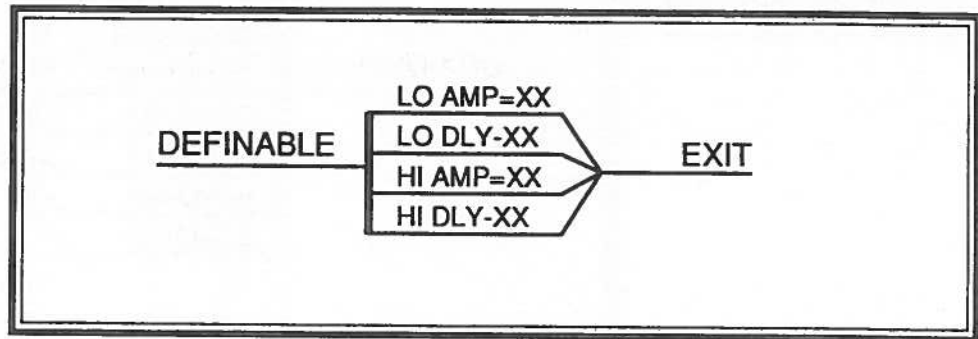 LO AMP=XX
DEFINABLE
LO DLY-XX
HI AMP=XX
HI DLY-XX
EXIT